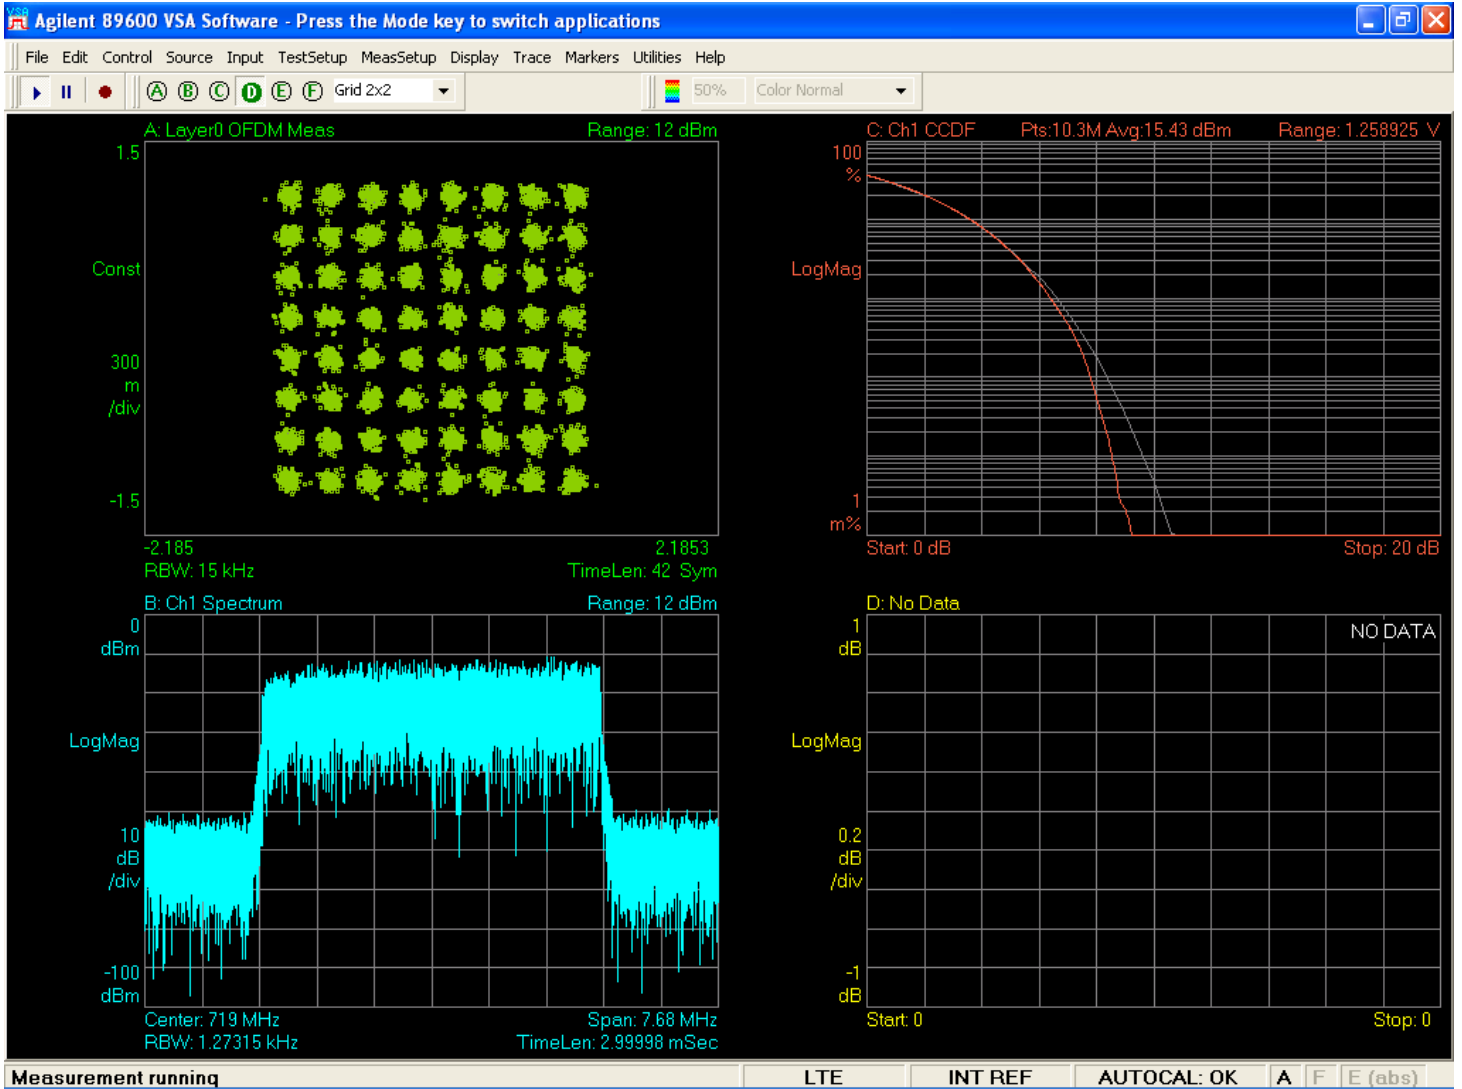 VSA
Agilent 89600 VSA Software - Press the Mode key to switch applications
File Edit Control Source Input TestSetup MeasSetup Display Trace Markers Utilities Help
A B C D E F Grid 2x2 50% Color Normal
A: Layer0 OFDM Meas Range: 12 dBm
1.5
Const
300
m
/div
-1.5
-2.185 2.1853
RBW: 15 kHz TimeLen: 42 Sym
C: Ch1 CCDF Pts:10.3M Avg:15.43 dBm Range: 1.258925 V
100
%
LogMag
1
m%
Start: 0 dB Stop: 20 dB
B: Ch1 Spectrum Range: 12 dBm
0
dBm
LogMag
10
dB
/div
-100
dBm
Center: 719 MHz Span: 7.68 MHz
RBW: 1.27315 kHz TimeLen: 2.99998 mSec
D: No Data
1
dB
NO DATA
LogMag
0.2
dB
/div
-1
dB
Start: 0 Stop: 0
Measurement running LTE INT REF AUTOCAL: OK A F E (abs)